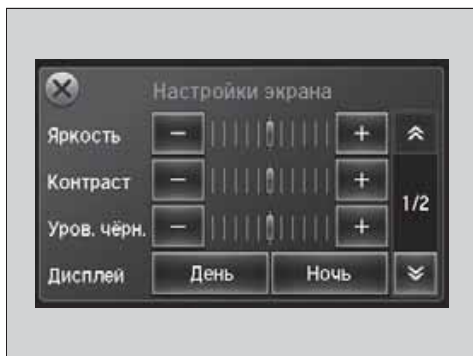 Настройки экрана
Яркость − +
Контраст − +
1/2
Уров. чёрн. − +
Дисплей День Ночь